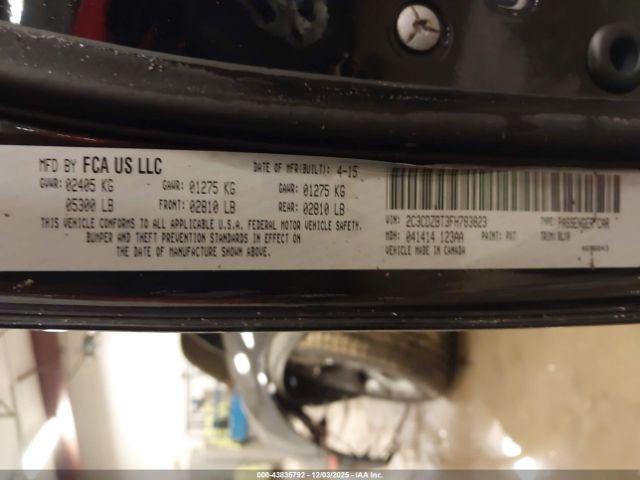 MFD BY FCA US LLC DATE OF MFR(BUILT): 4-15
GVWR: 02405 KG GAWR: 01275 KG GAWR: 01275 KG
05300 LB FRONT: 02810 LB REAR: 02810 LB
THIS VEHICLE CONFORMS TO ALL APPLICABLE U.S.A. FEDERAL MOTOR VEHICLE SAFETY,
BUMPER AND THEFT PREVENTION STANDARDS IN EFFECT ON
THE DATE OF MANUFACTURE SHOWN ABOVE.
VIN: 2C3CDZBT3FH783823 TYPE: PASSENGER CAR
MDH: 041414 123AA PAINT: PX7 TRIM:
VEHICLE MADE IN CANADA
000-43835792 - 12/03/2025 - IAA Inc.